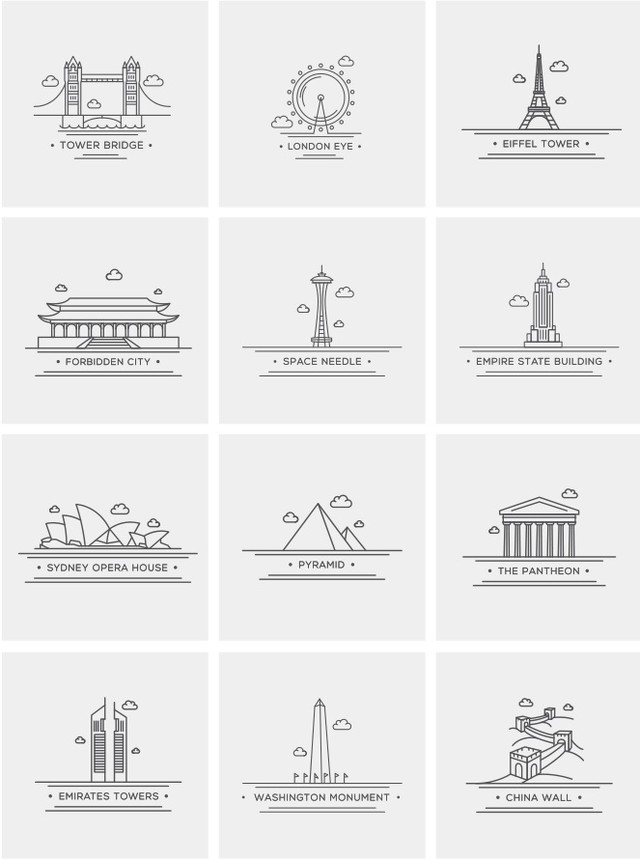 • TOWER BRIDGE •
• LONDON EYE •
• EIFFEL TOWER •
• FORBIDDEN CITY •
• SPACE NEEDLE •
• EMPIRE STATE BUILDING •
• SYDNEY OPERA HOUSE •
• PYRAMID •
• THE PANTHEON •
• EMIRATES TOWERS •
• WASHINGTON MONUMENT •
• CHINA WALL •